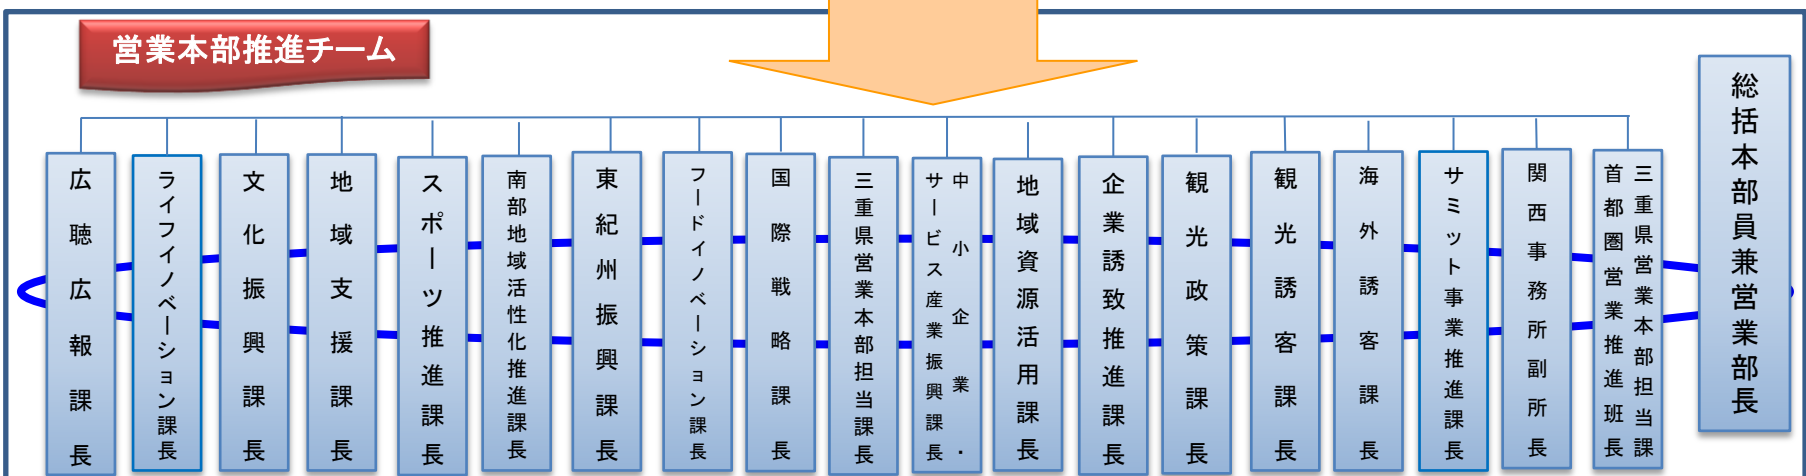 営業本部推進チーム
総括本部員兼営業部長
三重県営業本部担当課
首都圏営業推進班長
関西事務所副所長
サミット事業推進課長
海外誘客課長
観光誘客課長
観光政策課長
企業誘致推進課長
地域資源活用課長
中小企業・
サービス産業振興課長
三重県営業本部担当課長
国際戦略課長
フードイノベーション課長
東紀州振興課長
南部地域活性化推進課長
スポーツ推進課長
地域支援課長
文化振興課長
ライフイノベーション課長
広聴広報課長